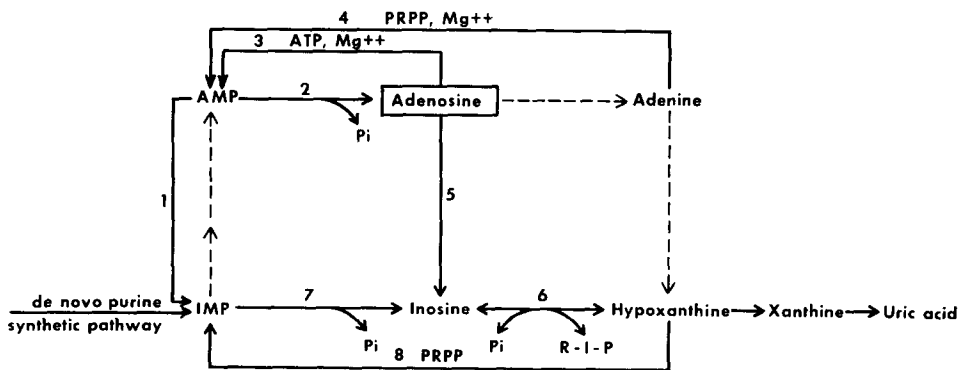 4 PRPP, Mg++
3 ATP, Mg++
AMP 2 Adenosine Adenine
Pi
1 5
de novo purine IMP 7 Inosine 6 Hypoxanthine Xanthine Uric acid
synthetic pathway
Pi Pi R-I-P
8 PRPP